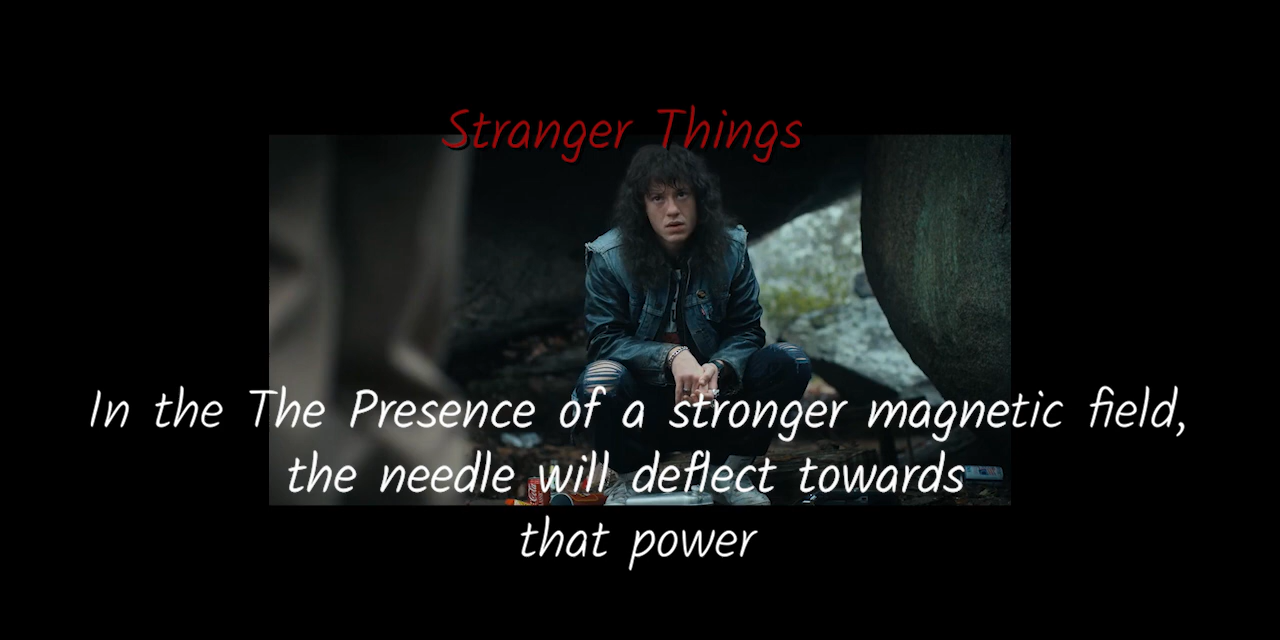 Stranger Things
In the The Presence of a stronger magnetic field,
the needle will deflect towards
that power